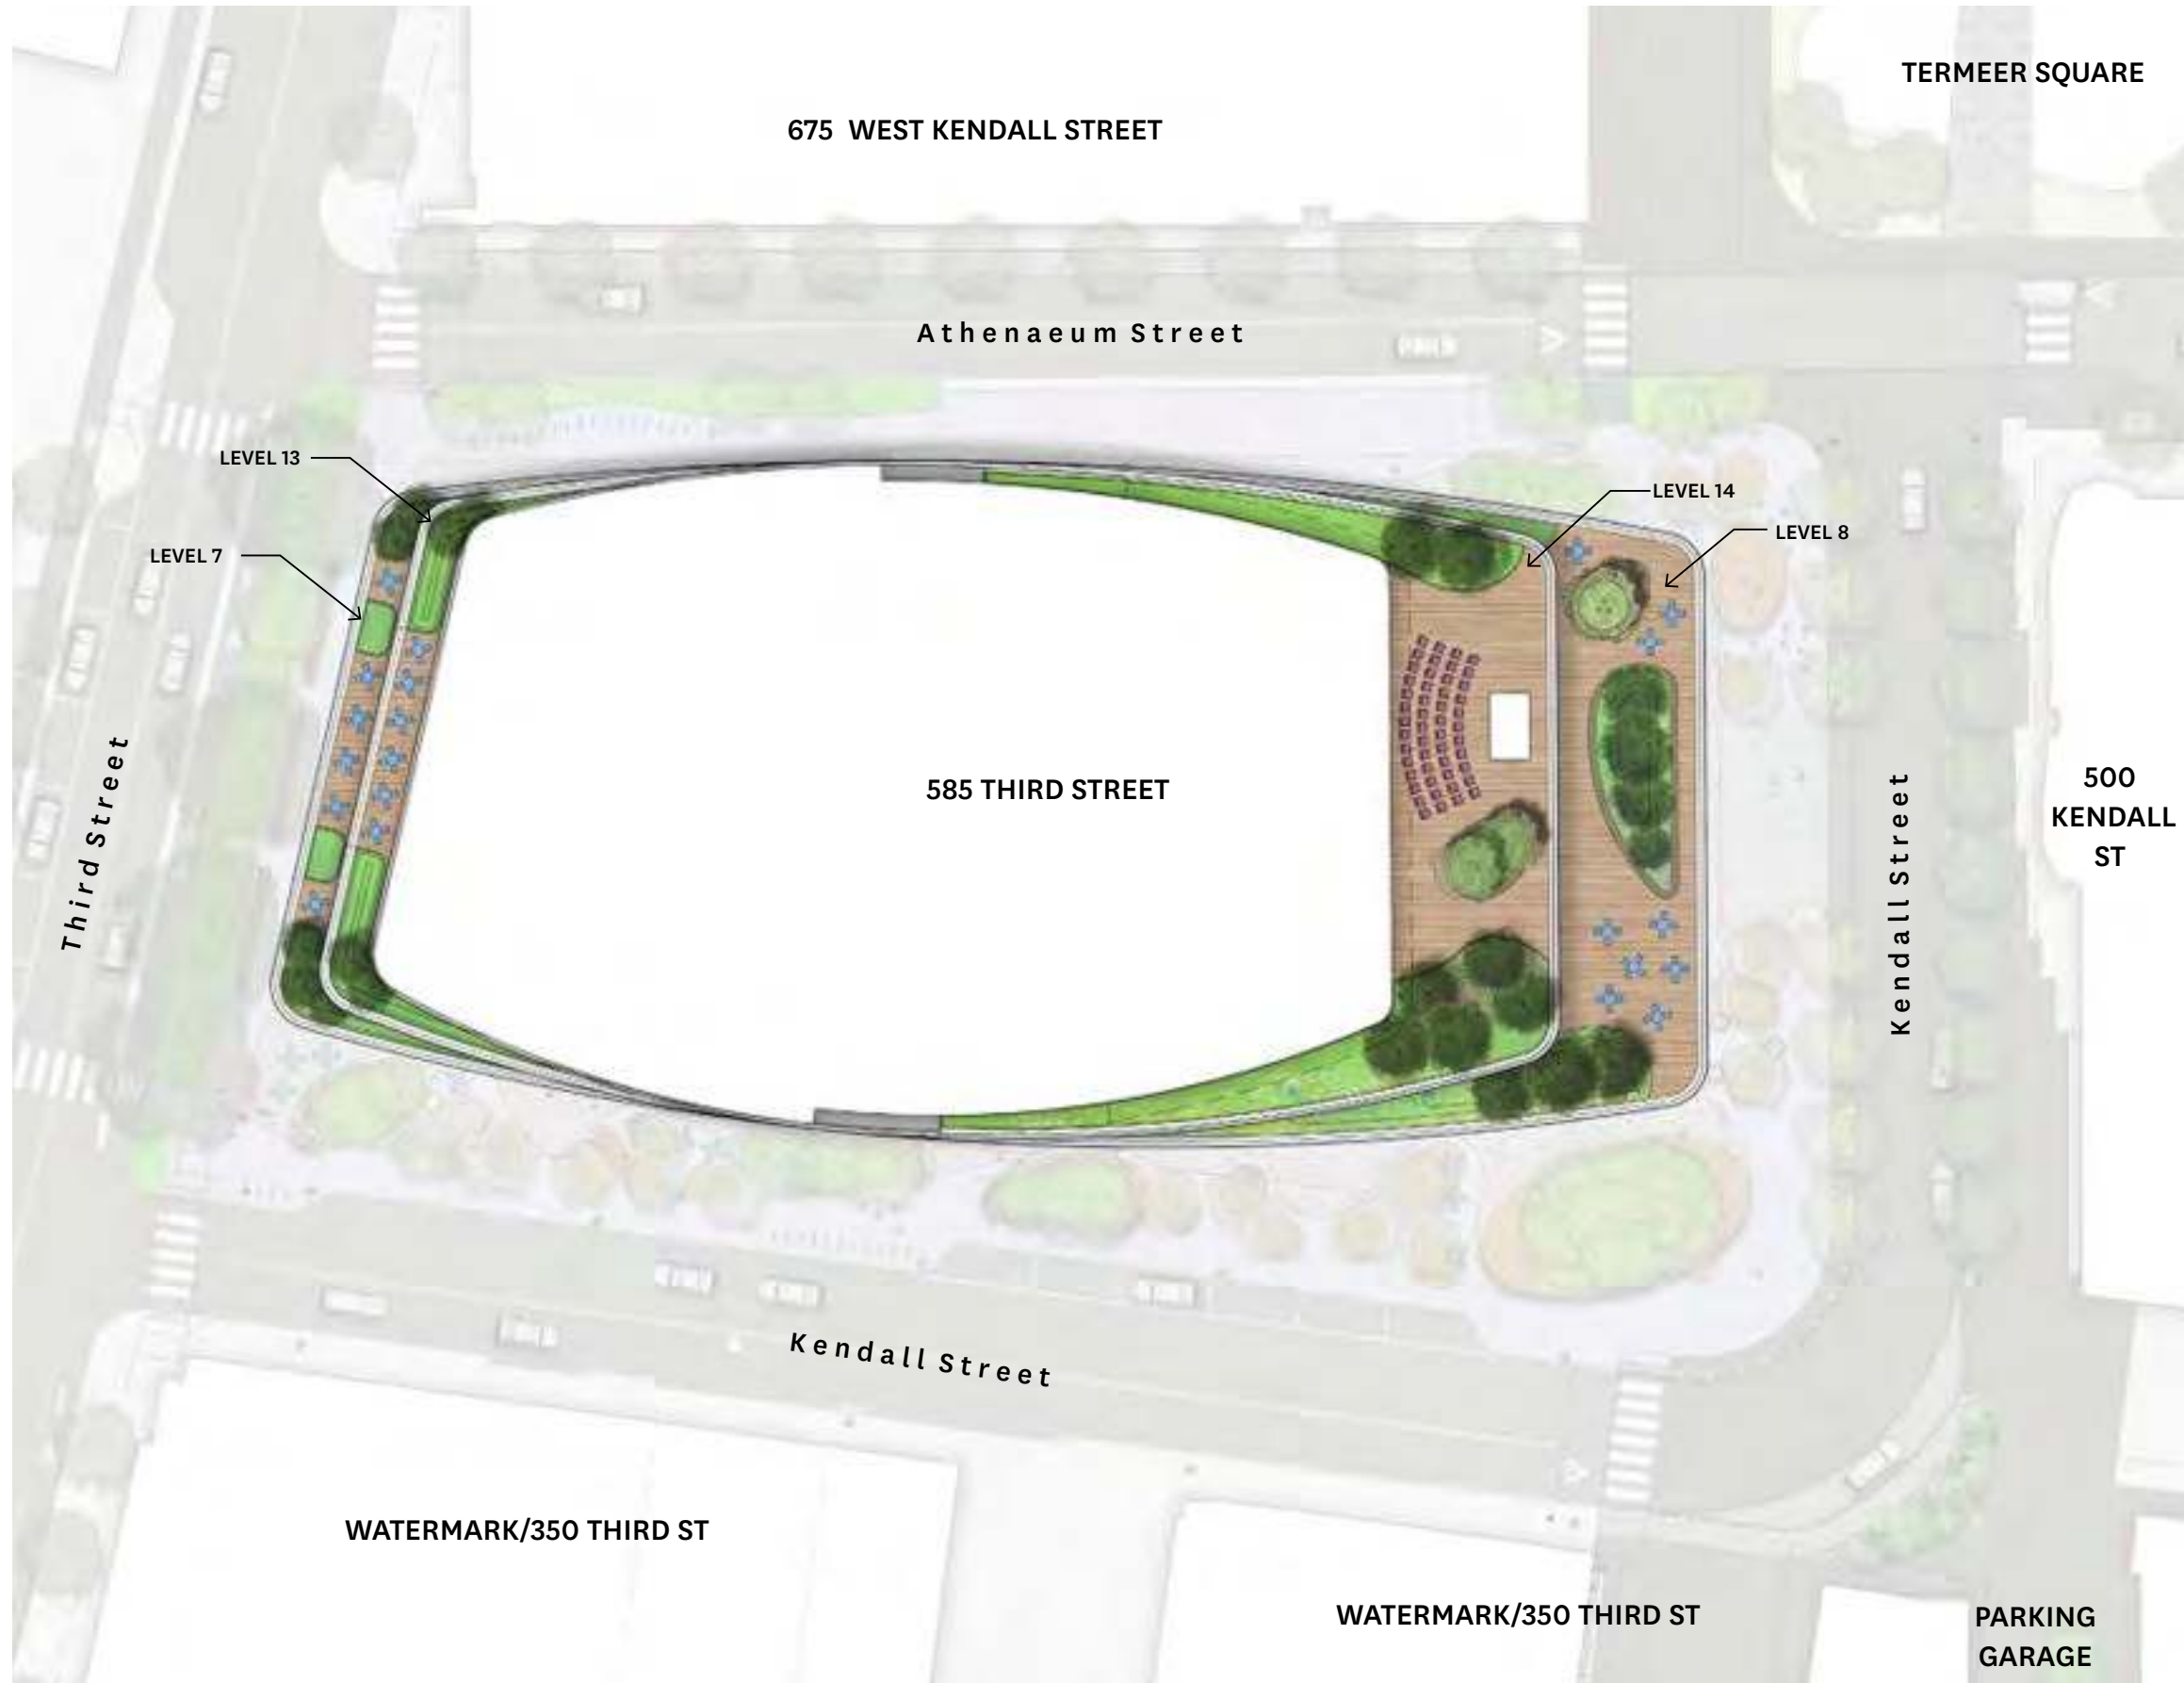 TERMEER SQUARE
675 WEST KENDALL STREET
Athenaeum Street
LEVEL 13
LEVEL 14
LEVEL 8
LEVEL 7
Third Street
585 THIRD STREET
Kendall Street
500
KENDALL
ST
Kendall Street
WATERMARK/350 THIRD ST
WATERMARK/350 THIRD ST
PARKING
GARAGE